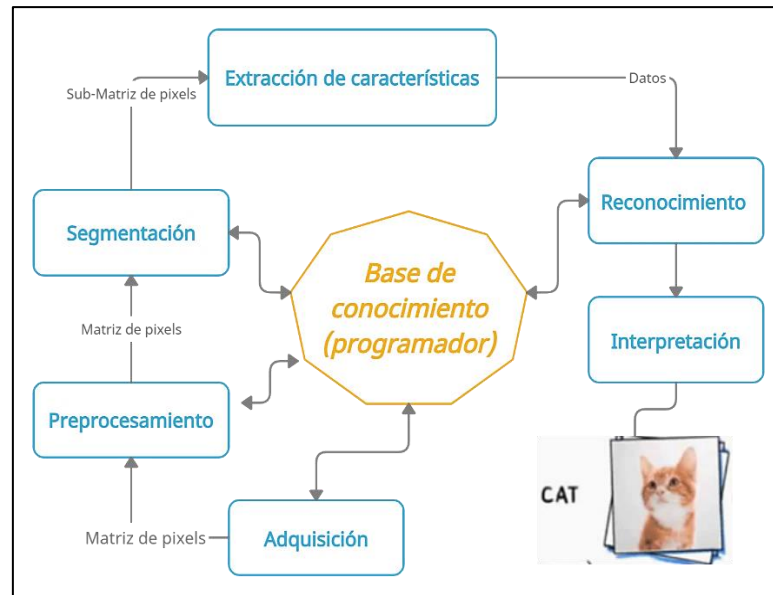 Extracción de características
Sub-Matriz de pixels
Datos
Segmentación
Reconocimiento
Base de
conocimiento
(programador)
Matriz de pixels
Interpretación
Preprocesamiento
Matriz de pixels
Adquisición
CAT